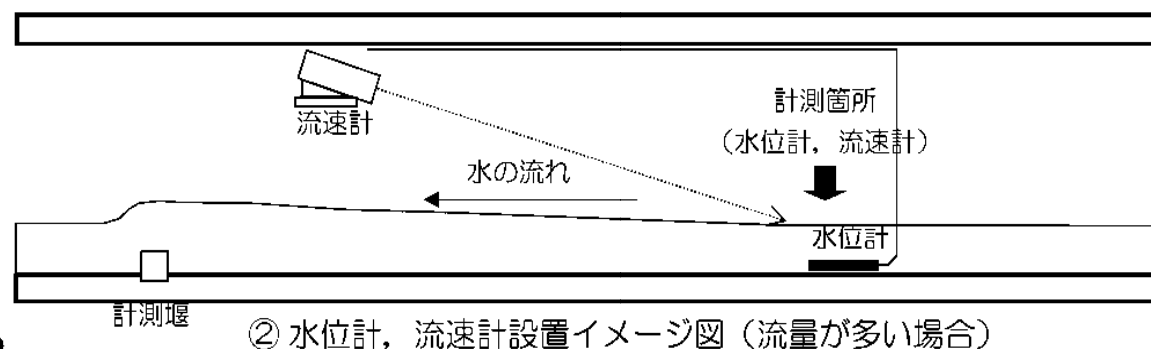 流速計
計測箇所
（水位計，流速計）
水の流れ
水位計
計測堰
② 水位計，流速計設置イメージ図（流量が多い場合）